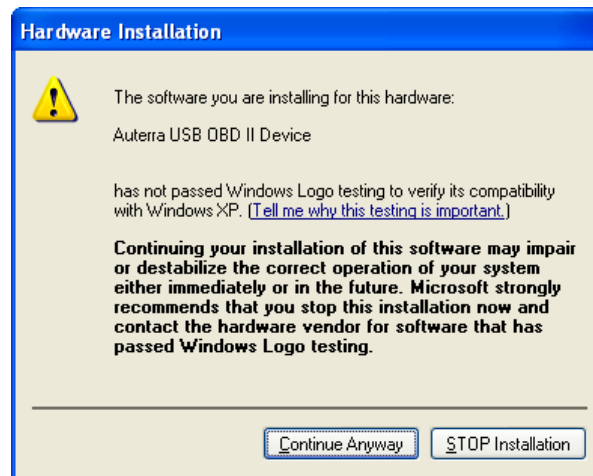 Hardware Installation
The software you are installing for this hardware:
Auterra USB OBD II Device
has not passed Windows Logo testing to verify its compatibility
with Windows XP. (Tell me why this testing is important.)
Continuing your installation of this software may impair
or destabilize the correct operation of your system
either immediately or in the future. Microsoft strongly
recommends that you stop this installation now and
contact the hardware vendor for software that has
passed Windows Logo testing.
Continue Anyway
STOP Installation